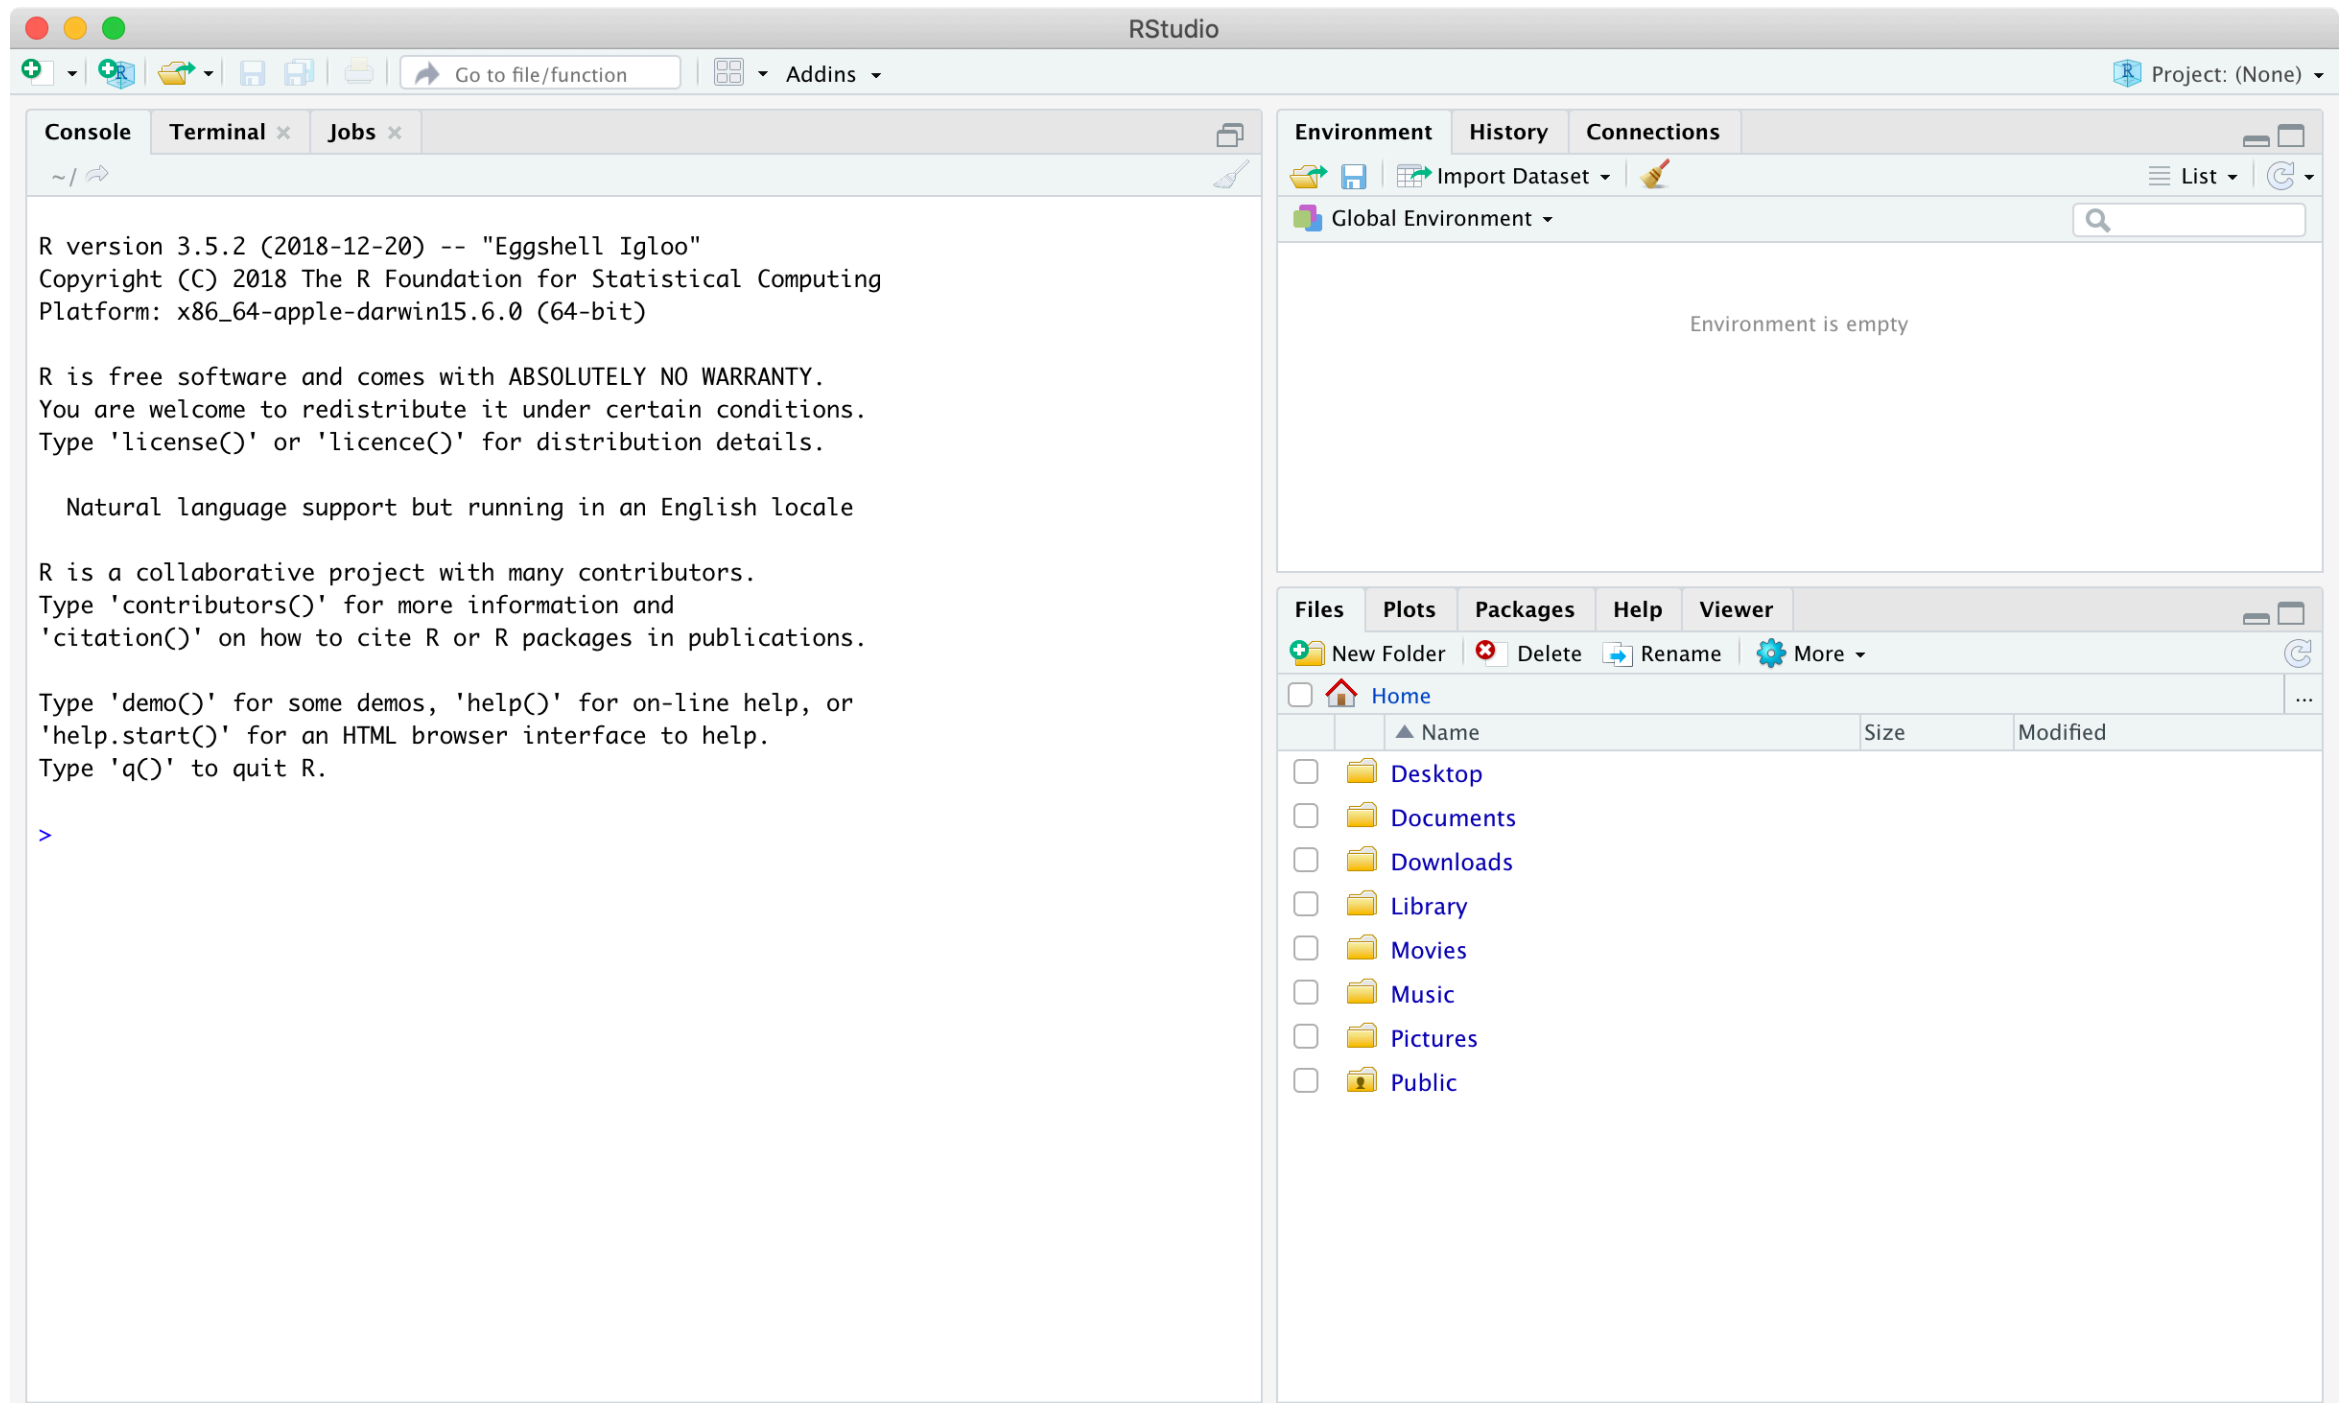 RStudio
Go to file/function
Addins
Project: (None)
Console Terminal Jobs
~/
R version 3.5.2 (2018-12-20) -- "Eggshell Igloo"
Copyright (C) 2018 The R Foundation for Statistical Computing
Platform: x86_64-apple-darwin15.6.0 (64-bit)
R is free software and comes with ABSOLUTELY NO WARRANTY.
You are welcome to redistribute it under certain conditions.
Type 'license()' or 'licence()' for distribution details.
Natural language support but running in an English locale
R is a collaborative project with many contributors.
Type 'contributors()' for more information and
'citation()' on how to cite R or R packages in publications.
Type 'demo()' for some demos, 'help()' for on-line help, or
'help.start()' for an HTML browser interface to help.
Type 'q()' to quit R.
>
Environment History Connections
Import Dataset List
Global Environment
Environment is empty
Files Plots Packages Help Viewer
New Folder Delete Rename More
Home ...
Name Size Modified
Desktop
Documents
Downloads
Library
Movies
Music
Pictures
Public